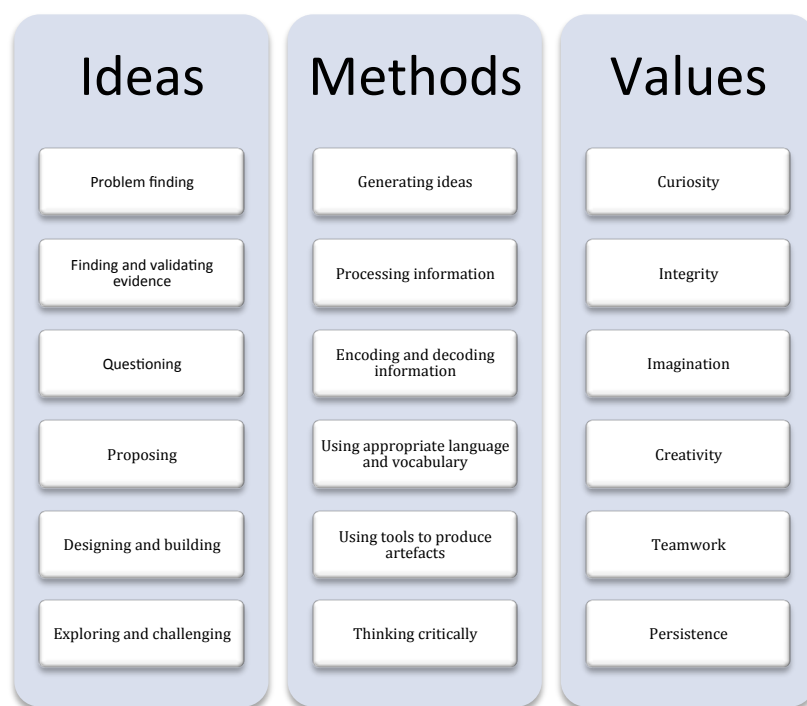 Ideas
Problem finding
Finding and validating
evidence
Questioning
Proposing
Designing and building
Exploring and challenging
Methods
Generating ideas
Processing information
Encoding and decoding
information
Using appropriate language
and vocabulary
Using tools to produce
artefacts
Thinking critically
Values
Curiosity
Integrity
Imagination
Creativity
Teamwork
Persistence